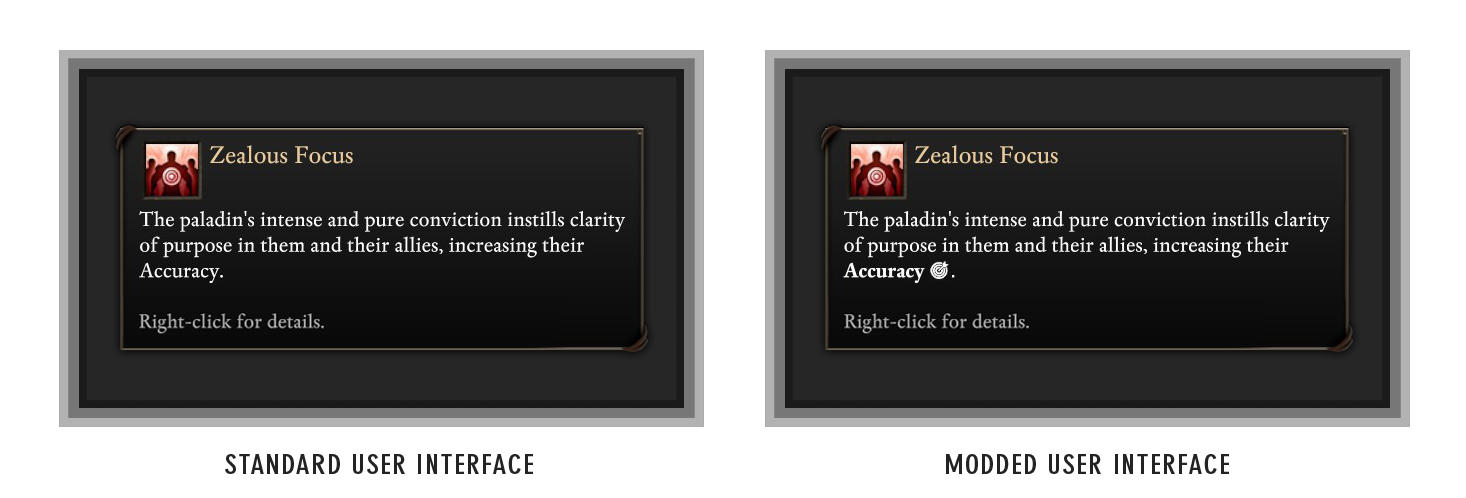 Zealous Focus
The paladin's intense and pure conviction instills clarity
of purpose in them and their allies, increasing their
Accuracy.
Right-click for details.
STANDARD USER INTERFACE
Zealous Focus
The paladin's intense and pure conviction instills clarity
of purpose in them and their allies, increasing their
Accuracy .
Right-click for details.
MODDED USER INTERFACE